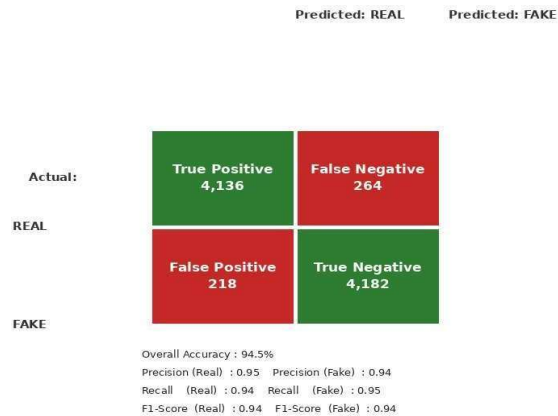 Predicted: REAL Predicted: FAKE
True Positive
4,136
False Negative
264
Actual:
REAL
False Positive
218
True Negative
4,182
FAKE
Overall Accuracy : 94.5%
Precision (Real) : 0.95 Precision (Fake) : 0.94
Recall (Real) : 0.94 Recall (Fake) : 0.95
F1-Score (Real) : 0.94 F1-Score (Fake) : 0.94